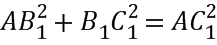 AB₁² + B₁C₁² = AC₁²